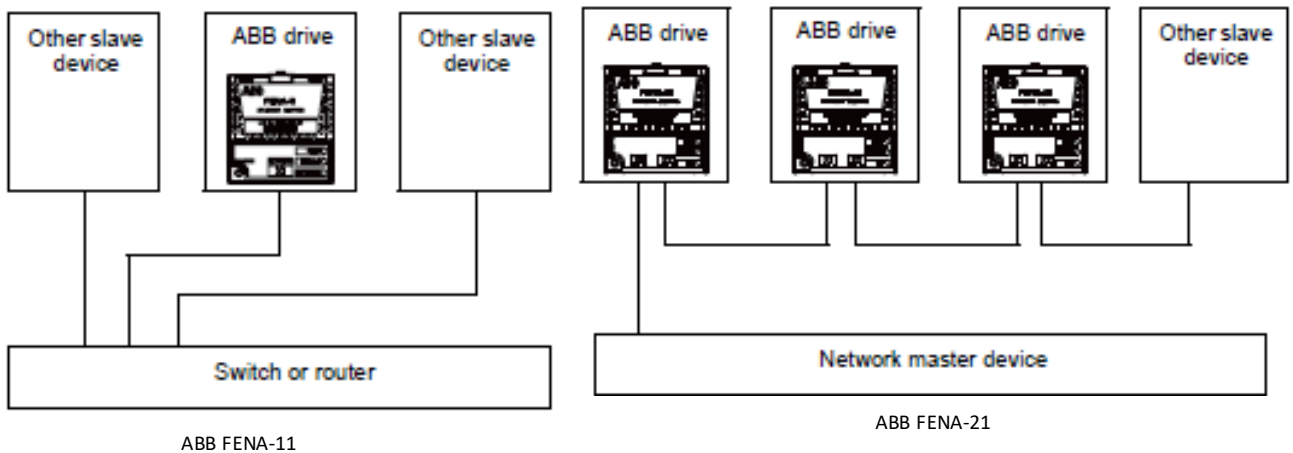 Other slave
device
ABB drive
Other slave
device
Switch or router
ABB FENA-11
ABB drive
ABB drive
ABB drive
Other slave
device
Network master device
ABB FENA-21